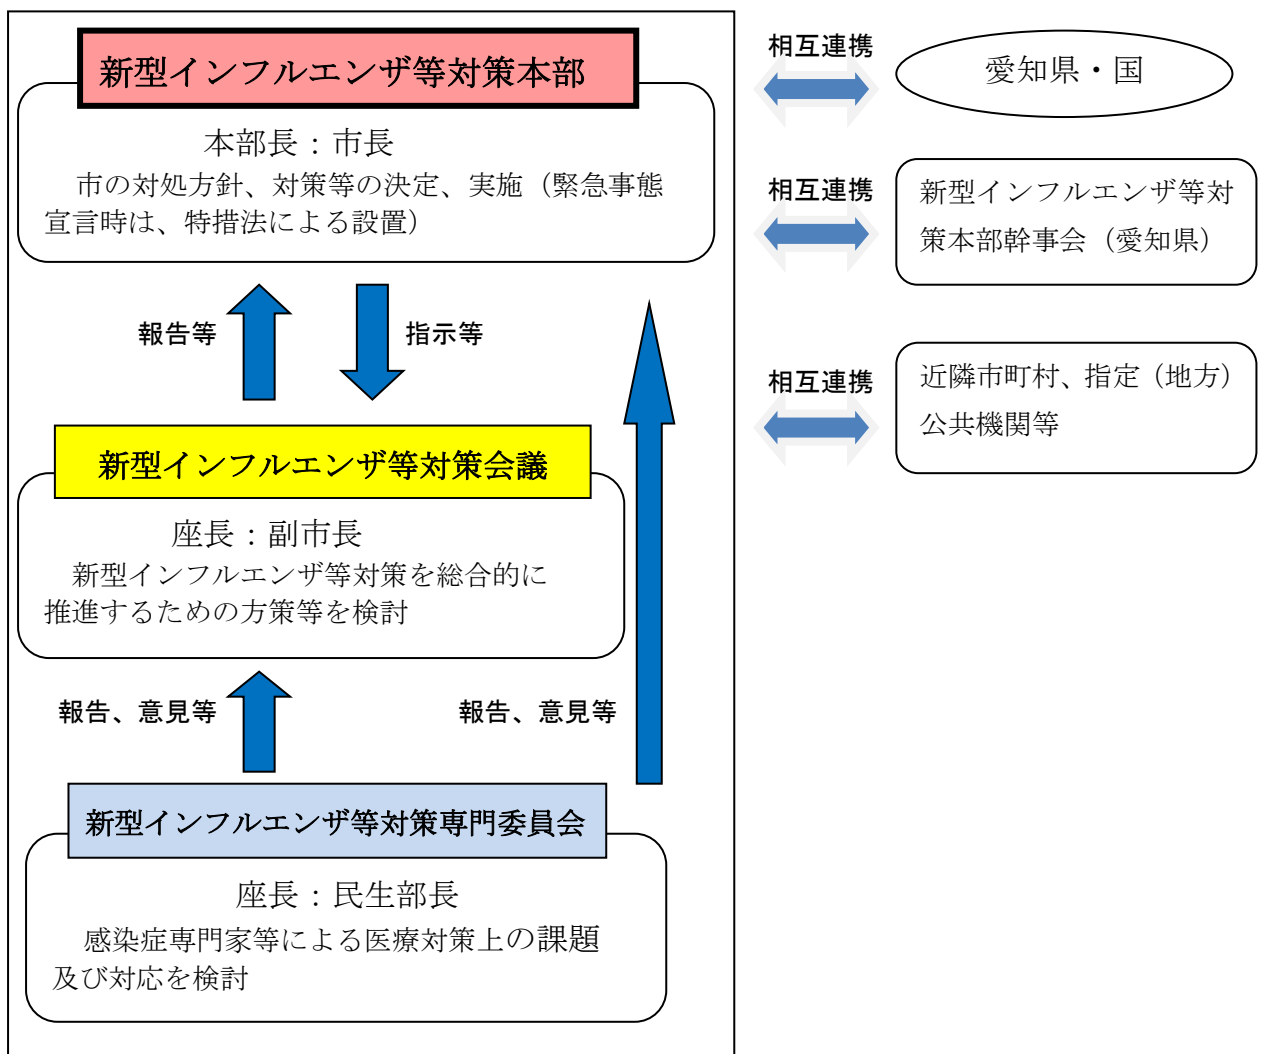 新型インフルエンザ等対策本部
本部長：市長
市の対処方針、対策等の決定、実施（緊急事態
宣言時は、特措法による設置）
報告等
指示等
新型インフルエンザ等対策会議
座長：副市長
新型インフルエンザ等対策を総合的に
推進するための方策等を検討
報告、意見等
報告、意見等
新型インフルエンザ等対策専門委員会
座長：民生部長
感染症専門家等による医療対策上の課題
及び対応を検討
相互連携
愛知県・国
相互連携
新型インフルエンザ等対
策本部幹事会（愛知県）
相互連携
近隣市町村、指定（地方）
公共機関等